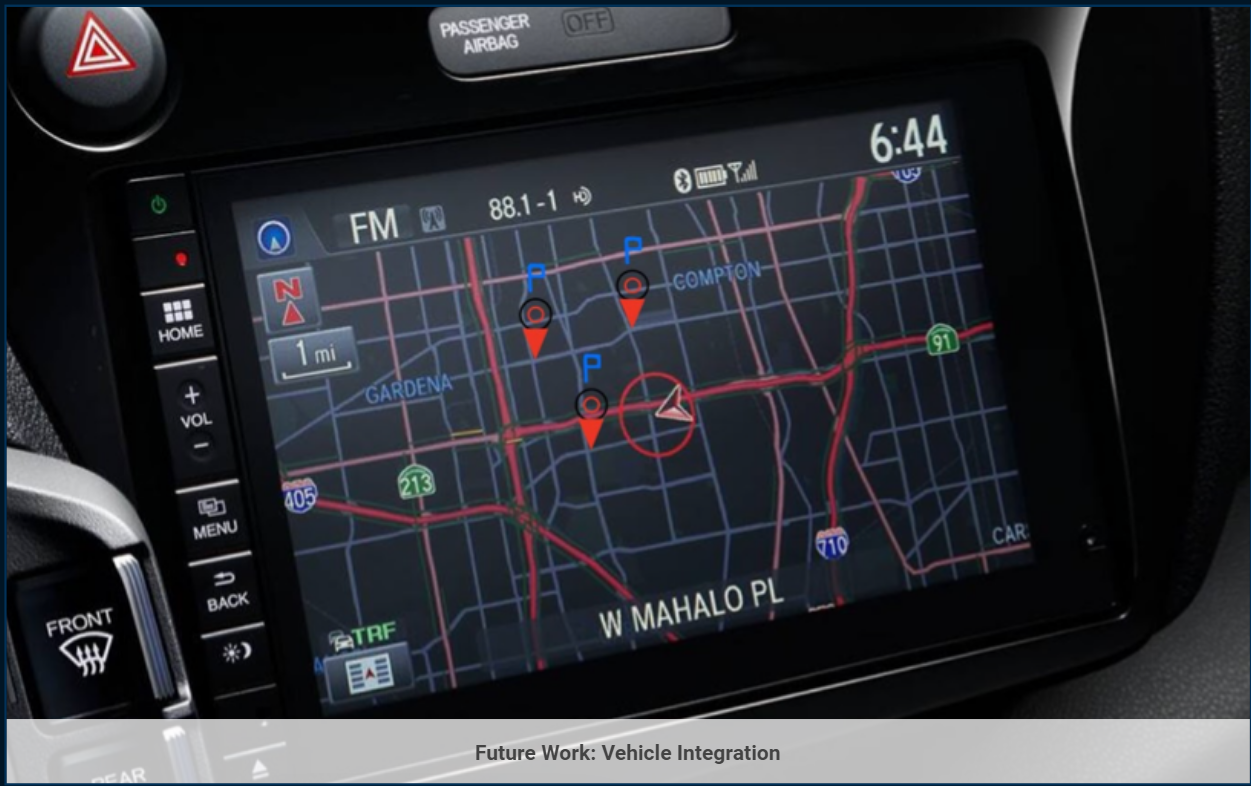 PASSENGER
AIRBAG
OFF
6:44
FM
88.1-1
N
1 mi
HOME
+
VOL
-
MENU
BACK
FRONT
P
P
P
COMPTON
GARDENA
91
213
405
710
CAR
W MAHALO PL
TRF
Future Work: Vehicle Integration
REAR